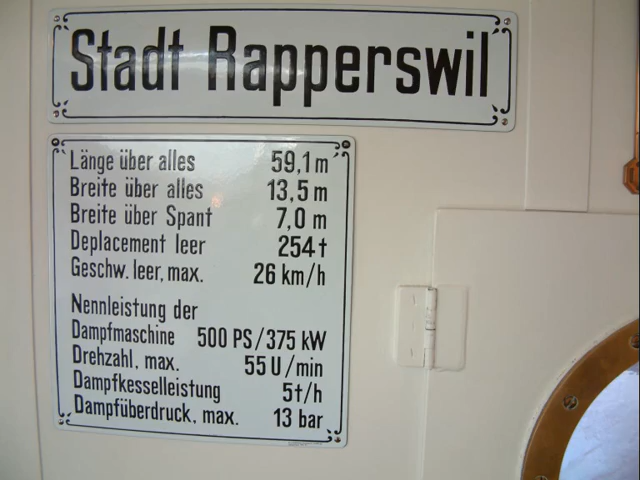 Stadt Rapperswil
Länge über alles 59,1 m
Breite über alles 13,5 m
Breite über Spant 7,0 m
Deplacement leer 254 t
Geschw. leer, max. 26 km/h
Nennleistung der
Dampfmaschine 500 PS/375 kW
Drehzahl, max. 55 U/min
Dampfkesselleistung 5t/h
Dampfüberdruck, max. 13 bar